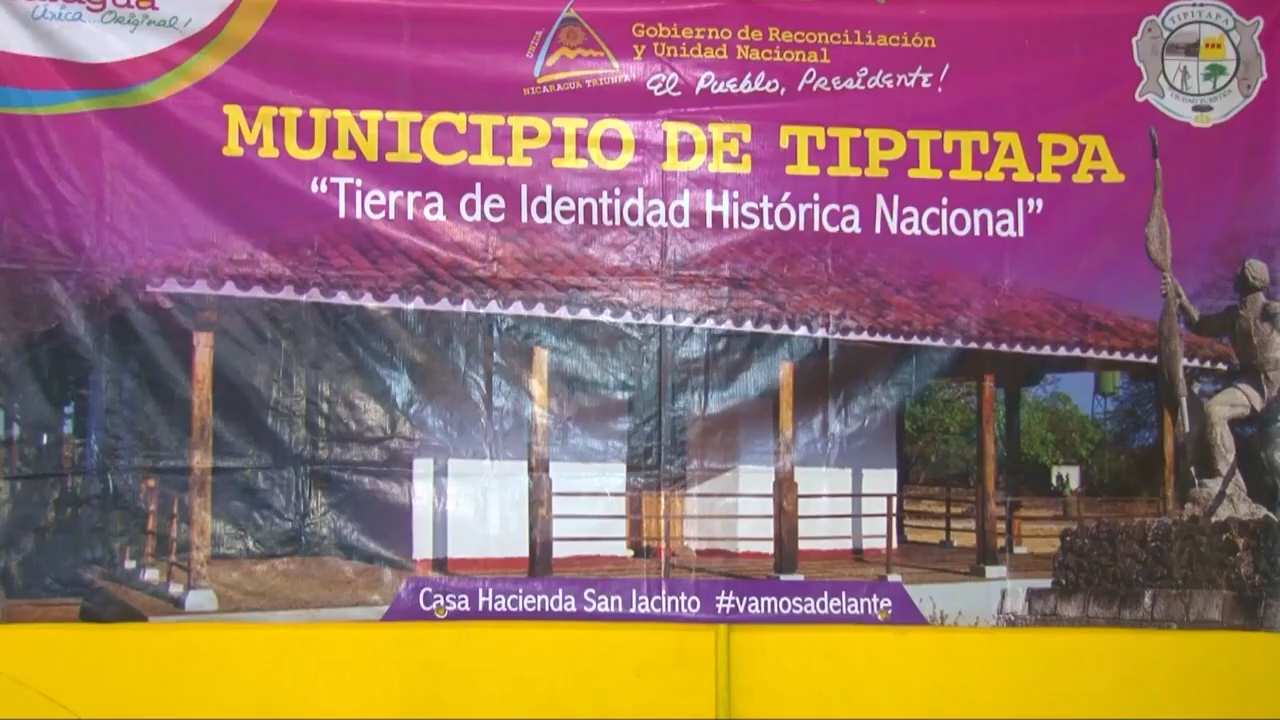 Única...Original!
UNIDA
NICARAGUA TRIUNFA
Gobierno de Reconciliación
y Unidad Nacional
El Pueblo, Presidente!
TIPITAPA
MUNICIPIO DE TIPITAPA
“Tierra de Identidad Histórica Nacional”
Casa Hacienda San Jacinto #vamosadelante